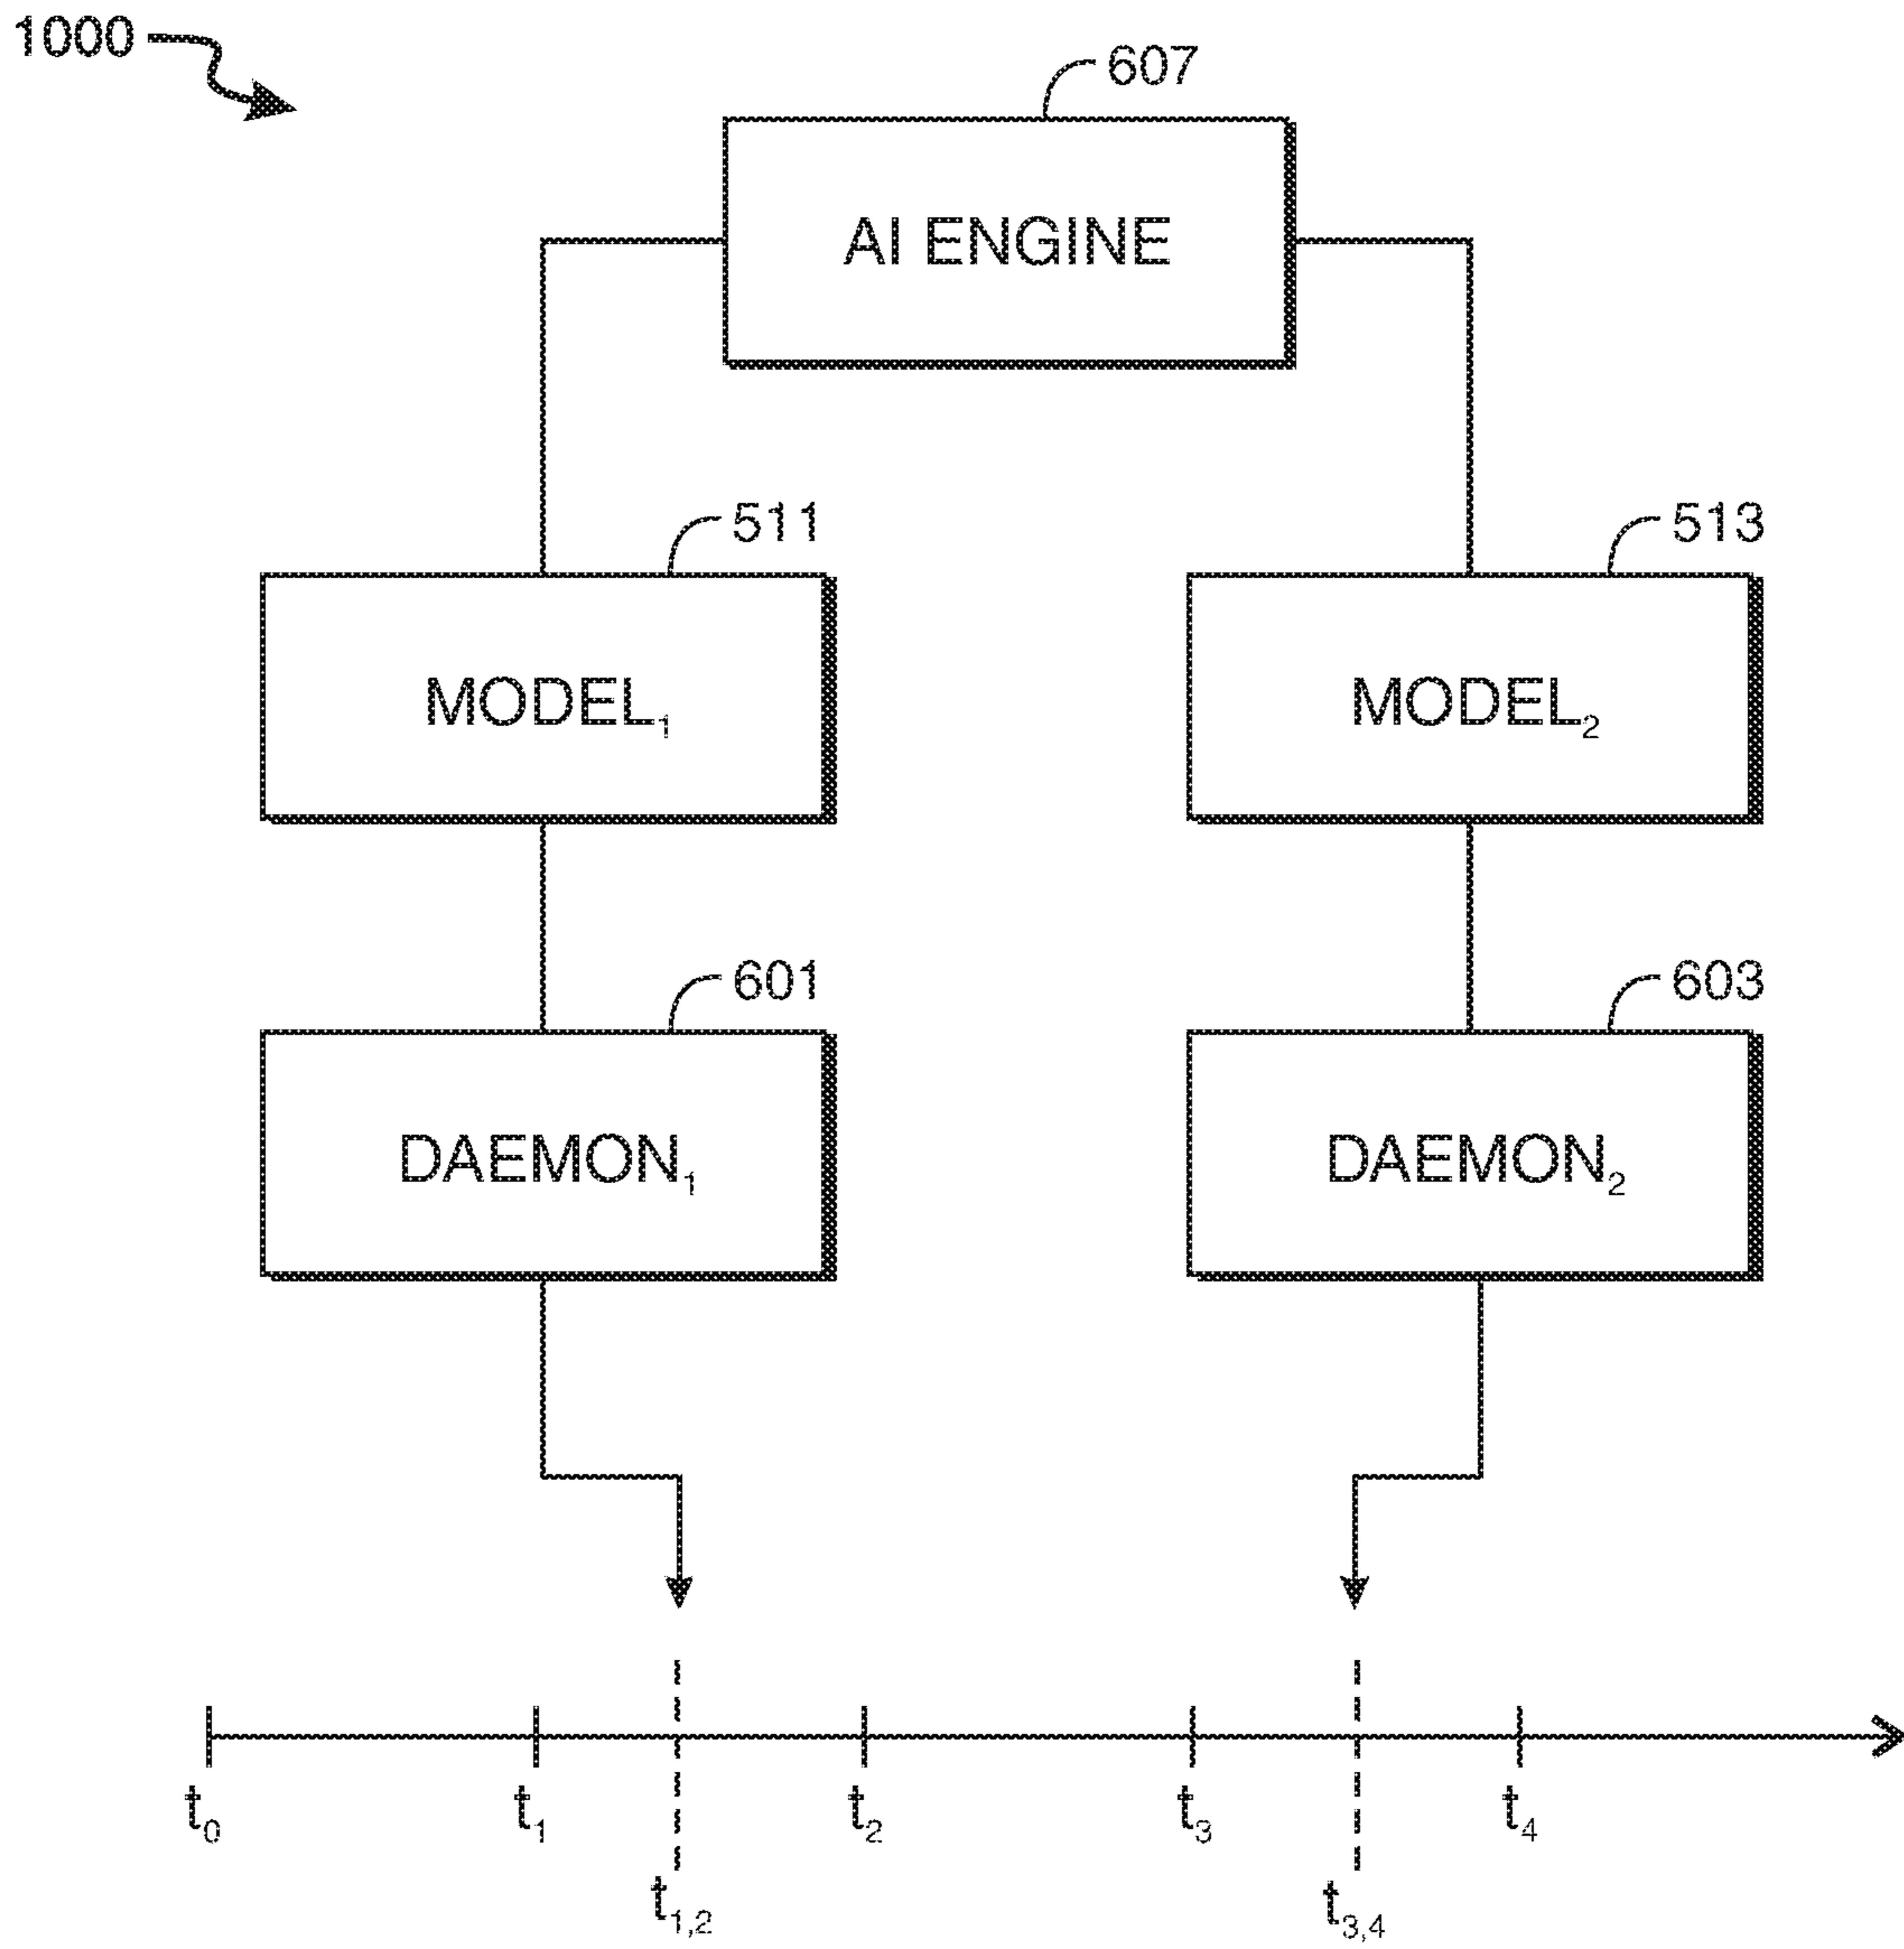 1000
607
AI ENGINE
511
513
MODEL₁
MODEL₂
601
603
DAEMON₁
DAEMON₂
t₀
t₁
t₂
t₃
t₄
t₁,₂
t₃,₄